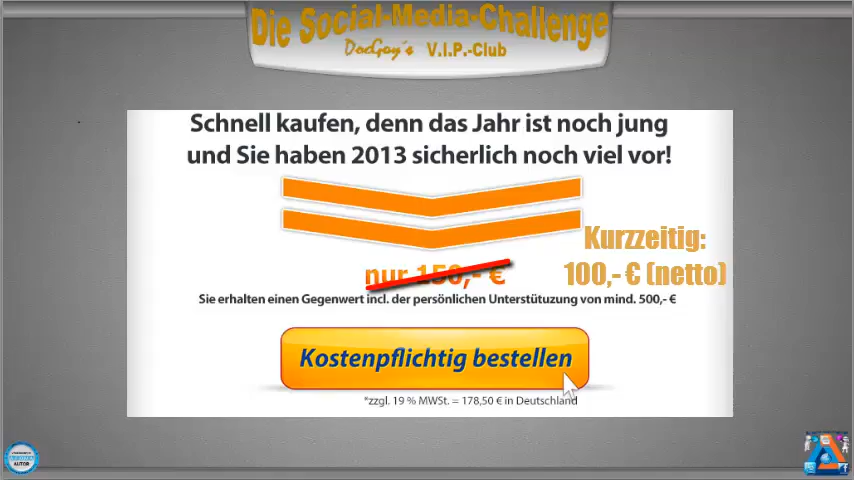 Die Social-Media-Challenge
DocGoy's V.I.P.-Club
Schnell kaufen, denn das Jahr ist noch jung
und Sie haben 2013 sicherlich noch viel vor!
Kurzzeitig:
nur 150,- €
100,- € (netto)
Sie erhalten einen Gegenwert incl. der persönlichen Unterstütuzung von mind. 500,- €
Kostenpflichtig bestellen
*zzgl. 19 % MWSt. = 178,50 € in Deutschland
AUTOR